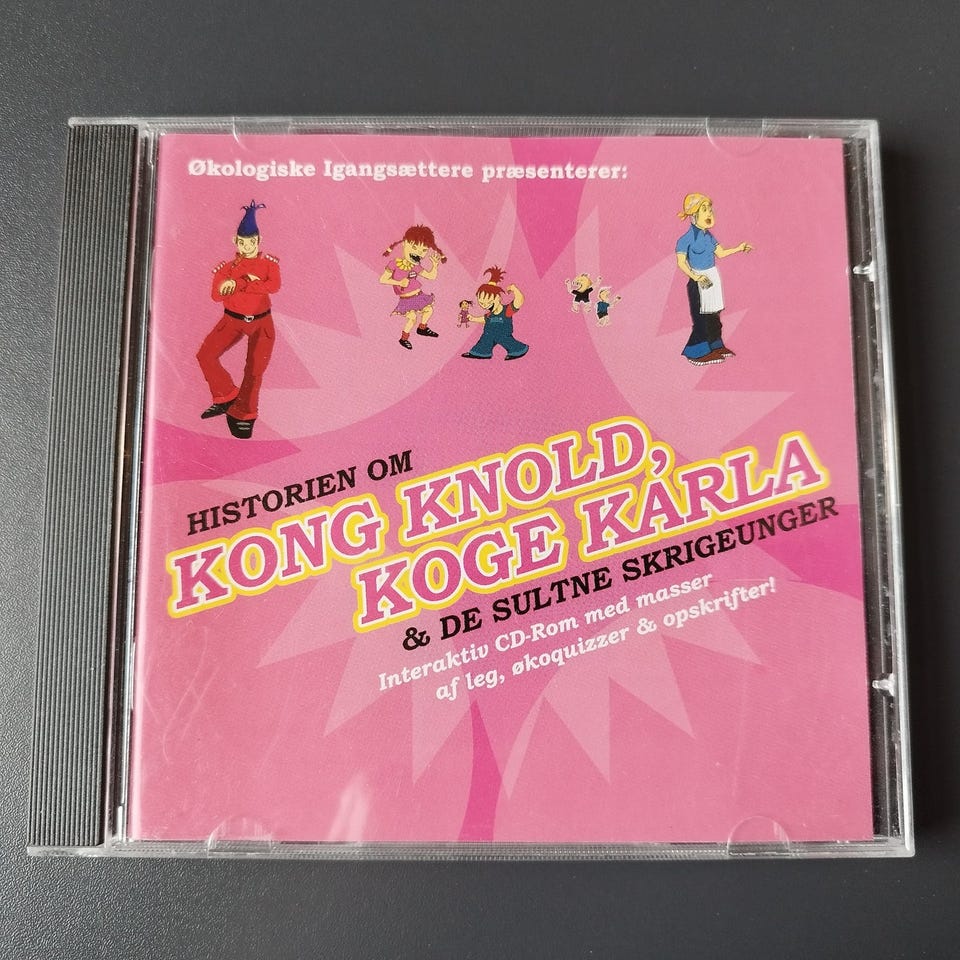 Økologiske Igangsættere præsenterer:
HISTORIEN OM
KONG KNOLD,
KOGE KARLA
& DE SULTNE SKRIGEUNGER
Interaktiv CD-Rom med masser
af leg, økoquizzer & opskrifter!